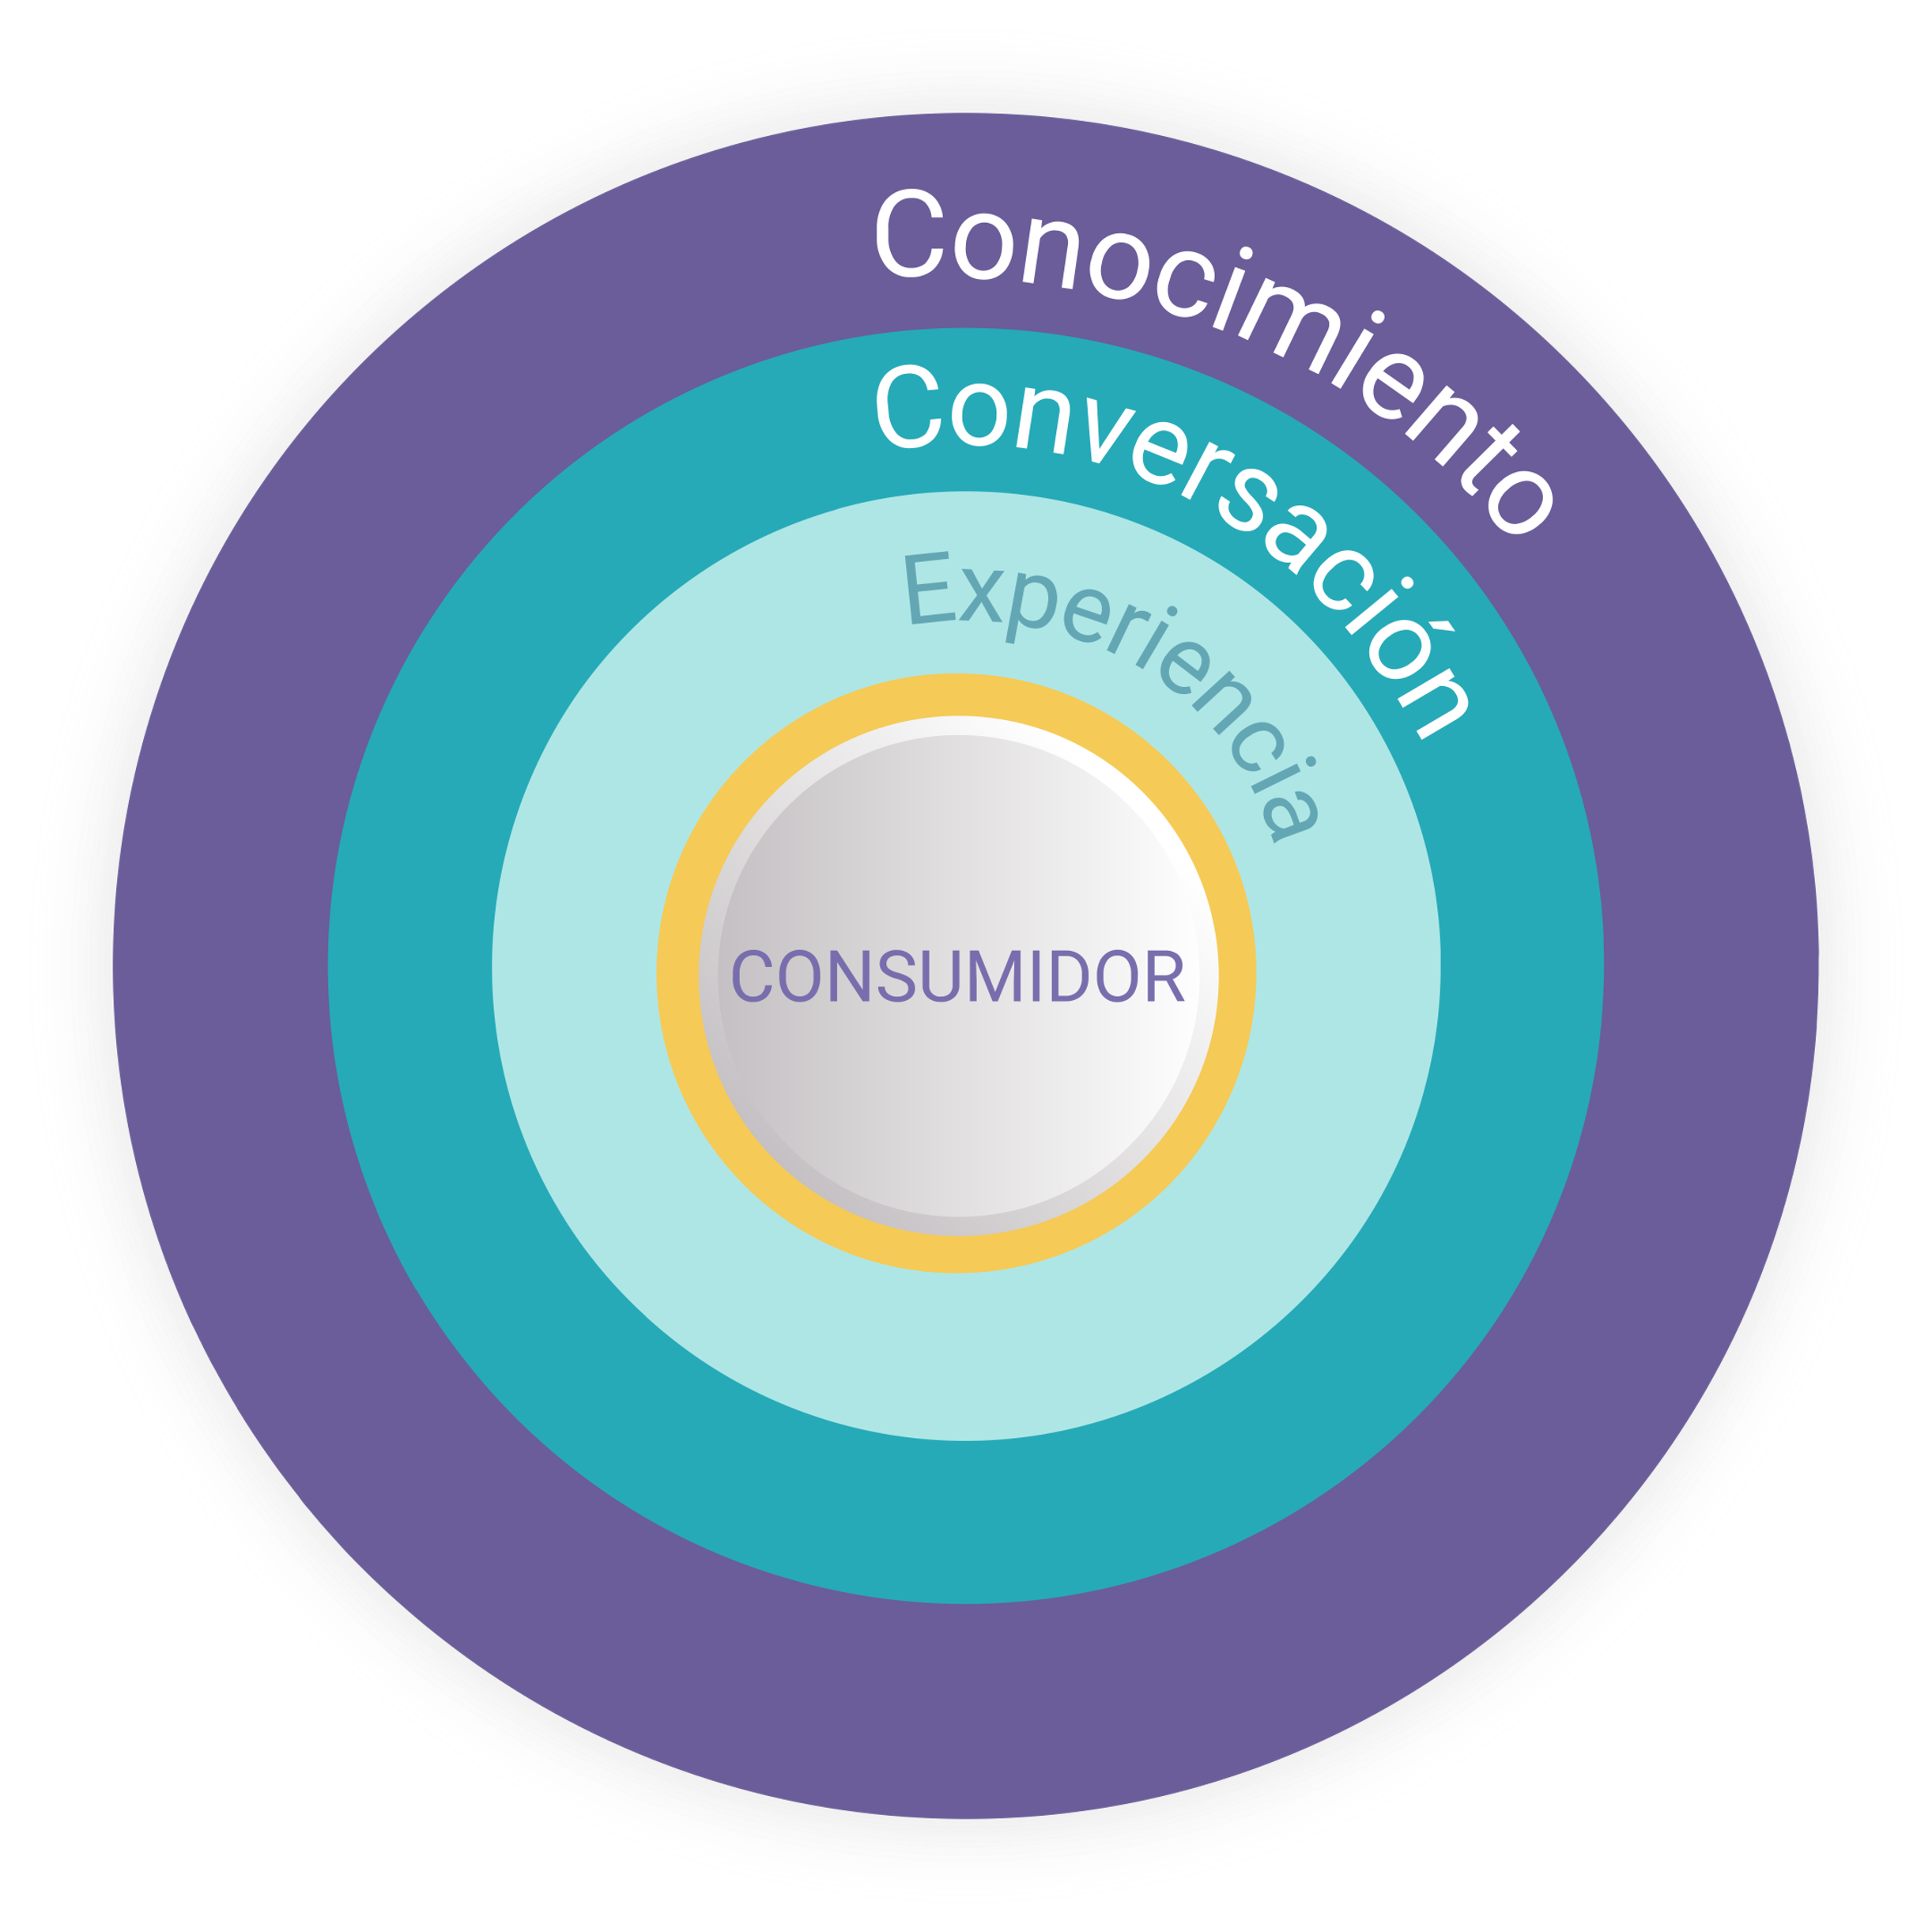 Conocimiento
Conversación
Experiencia
CONSUMIDOR